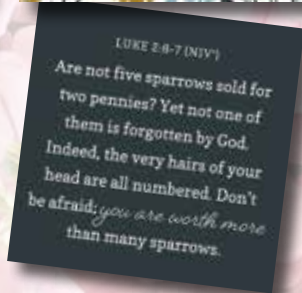 LUKE 2:8-7 (NIV®)
Are not five sparrows sold for
two pennies? Yet not one of
them is forgotten by God.
Indeed, the very hairs of your
head are all numbered. Don't
be afraid; you are worth more
than many sparrows.